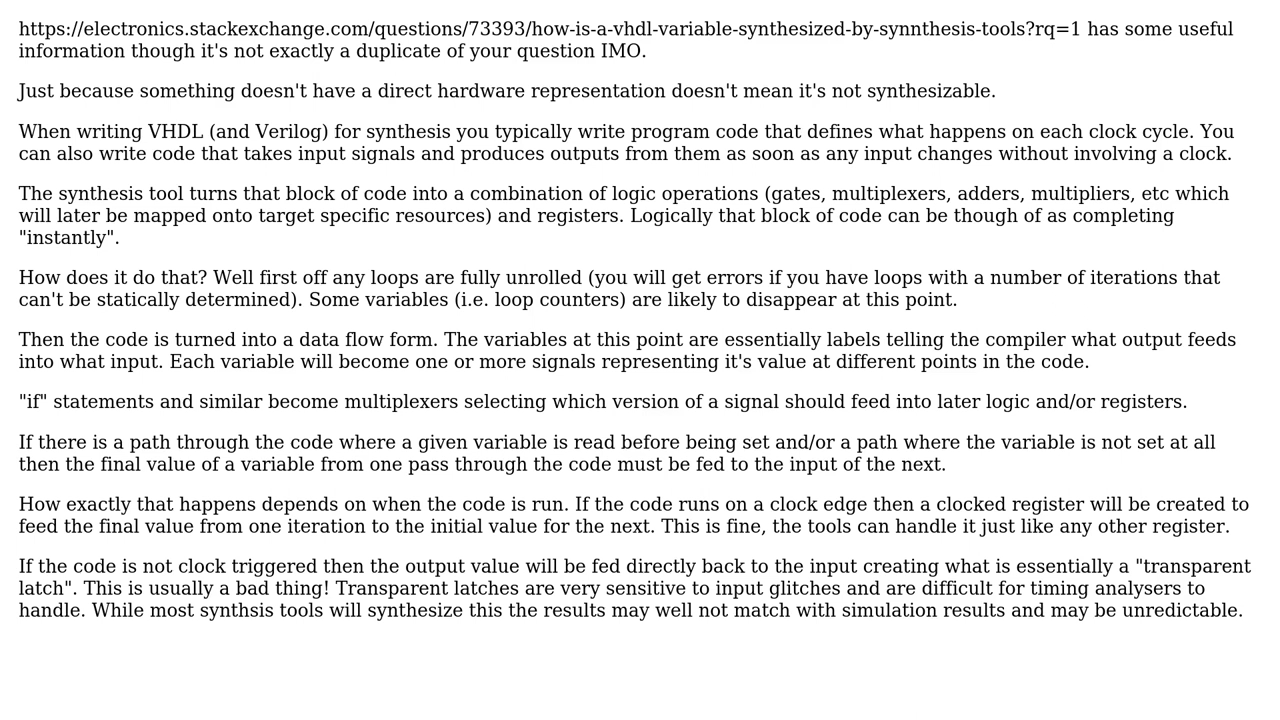 https://electronics.stackexchange.com/questions/73393/how-is-a-vhdl-variable-synthesized-by-synnthesis-tools?rq=1 has some useful
information though it's not exactly a duplicate of your question IMO.
Just because something doesn't have a direct hardware representation doesn't mean it's not synthesizable.
When writing VHDL (and Verilog) for synthesis you typically write program code that defines what happens on each clock cycle. You
can also write code that takes input signals and produces outputs from them as soon as any input changes without involving a clock.
The synthesis tool turns that block of code into a combination of logic operations (gates, multiplexers, adders, multipliers, etc which
will later be mapped onto target specific resources) and registers. Logically that block of code can be though of as completing
"instantly".
How does it do that? Well first off any loops are fully unrolled (you will get errors if you have loops with a number of iterations that
can't be statically determined). Some variables (i.e. loop counters) are likely to disappear at this point.
Then the code is turned into a data flow form. The variables at this point are essentially labels telling the compiler what output feeds
into what input. Each variable will become one or more signals representing it's value at different points in the code.
"if" statements and similar become multiplexers selecting which version of a signal should feed into later logic and/or registers.
If there is a path through the code where a given variable is read before being set and/or a path where the variable is not set at all
then the final value of a variable from one pass through the code must be fed to the input of the next.
How exactly that happens depends on when the code is run. If the code runs on a clock edge then a clocked register will be created to
feed the final value from one iteration to the initial value for the next. This is fine, the tools can handle it just like any other register.
If the code is not clock triggered then the output value will be fed directly back to the input creating what is essentially a "transparent
latch". This is usually a bad thing! Transparent latches are very sensitive to input glitches and are difficult for timing analysers to
handle. While most synthsis tools will synthesize this the results may well not match with simulation results and may be unredictable.